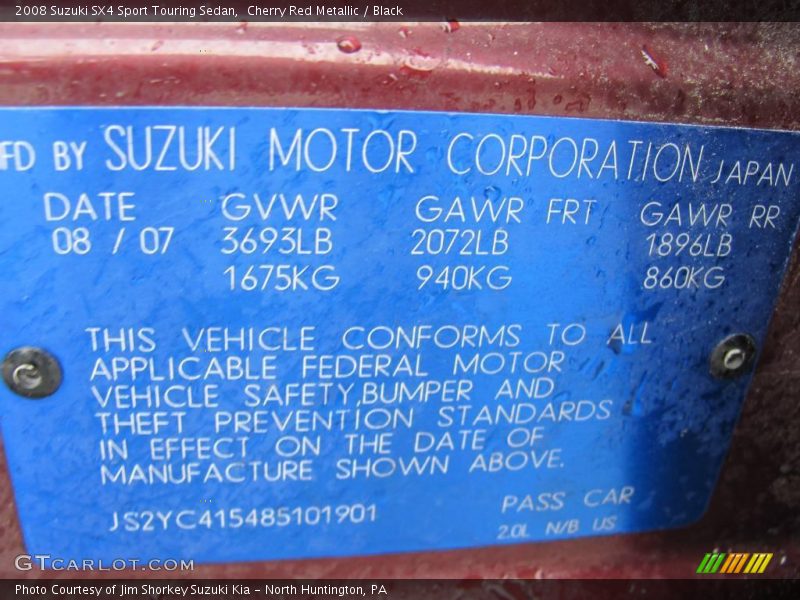 2008 Suzuki SX4 Sport Touring Sedan,  Cherry Red Metallic / Black
FD BY SUZUKI MOTOR CORPORATION JAPAN
DATE GVWR GAWR FRT GAWR RR
08 / 07 3693LB 2072LB 1896LB
1675KG 940KG 860KG
THIS VEHICLE CONFORMS TO ALL
APPLICABLE FEDERAL MOTOR
VEHICLE SAFETY,BUMPER AND
THEFT PREVENTION STANDARDS
IN EFFECT ON THE DATE OF
MANUFACTURE SHOWN ABOVE.
JS2YC415485101901 PASS CAR
2.0L N/B US
GTCARLOT.COM
Photo Courtesy of Jim Shorkey Suzuki Kia - North Huntington, PA